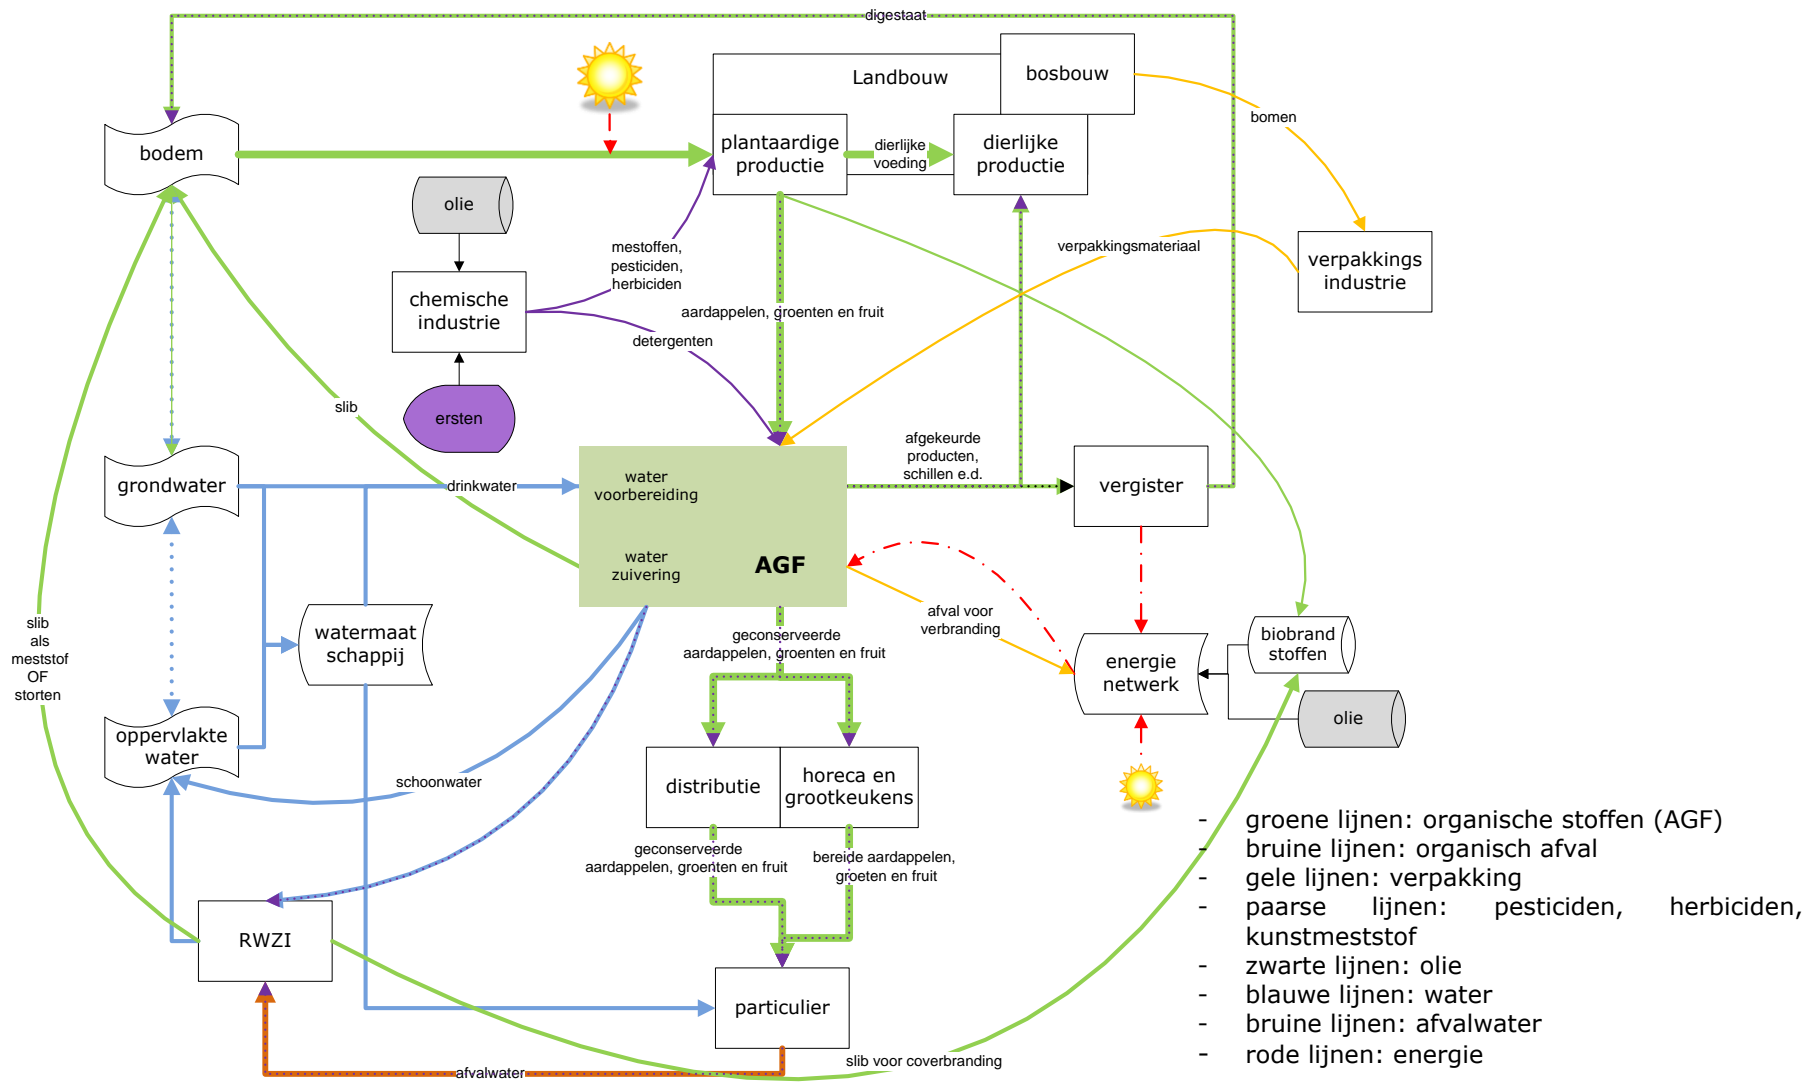 digestaat
Landbouw
bosbouw
bomen
bodem
plantaardige
productie
dierlijke
voeding
dierlijke
productie
olie
mestoffen,
pesticiden,
herbiciden
verpakkingsmateriaal
verpakkings
industrie
chemische
industrie
aardappelen, groenten en fruit
detergenten
slib
ersten
afgekeurde
producten,
schillen e.d.
grondwater
drinkwater
water
voorbereiding
vergister
water
zuivering
AGF
slib
als
meststof
OF
storten
watermaat
schappij
geconserveerde
aardappelen, groenten en fruit
afval voor
verbranding
energie
netwerk
biobrand
stoffen
olie
oppervlakte
water
schoonwater
distributie
horeca en
grootkeukens
geconserveerde
aardappelen, groenten en fruit
bereide aardappelen,
groeten en fruit
RWZI
particulier
afvalwater
slib voor coverbranding
- groene lijnen: organische stoffen (AGF)
- bruine lijnen: organisch afval
- gele lijnen: verpakking
- paarse lijnen: pesticiden, herbiciden,
kunstmeststof
- zwarte lijnen: olie
- blauwe lijnen: water
- bruine lijnen: afvalwater
- rode lijnen: energie